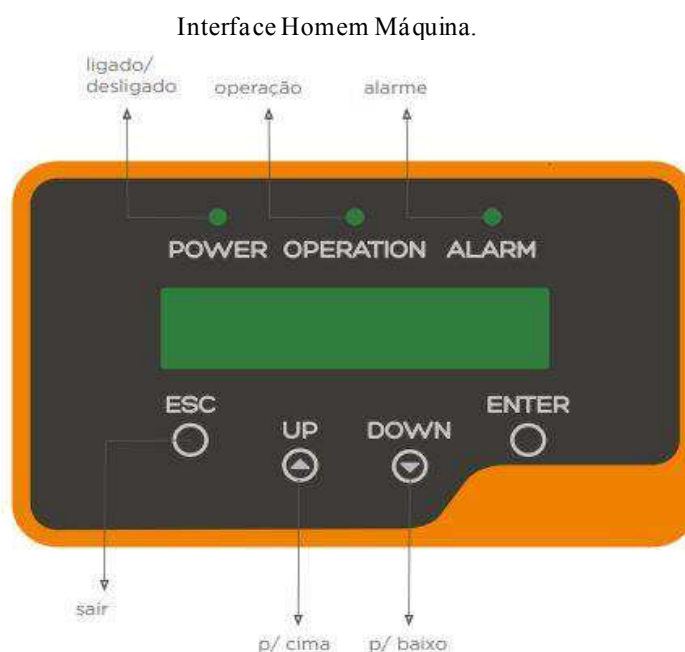 Interface Homem Máquina.
ligado/
desligado
operação
alarme
POWER OPERATION ALARM
ESC
UP
DOWN
ENTER
sair
p/ cima
p/ baixo